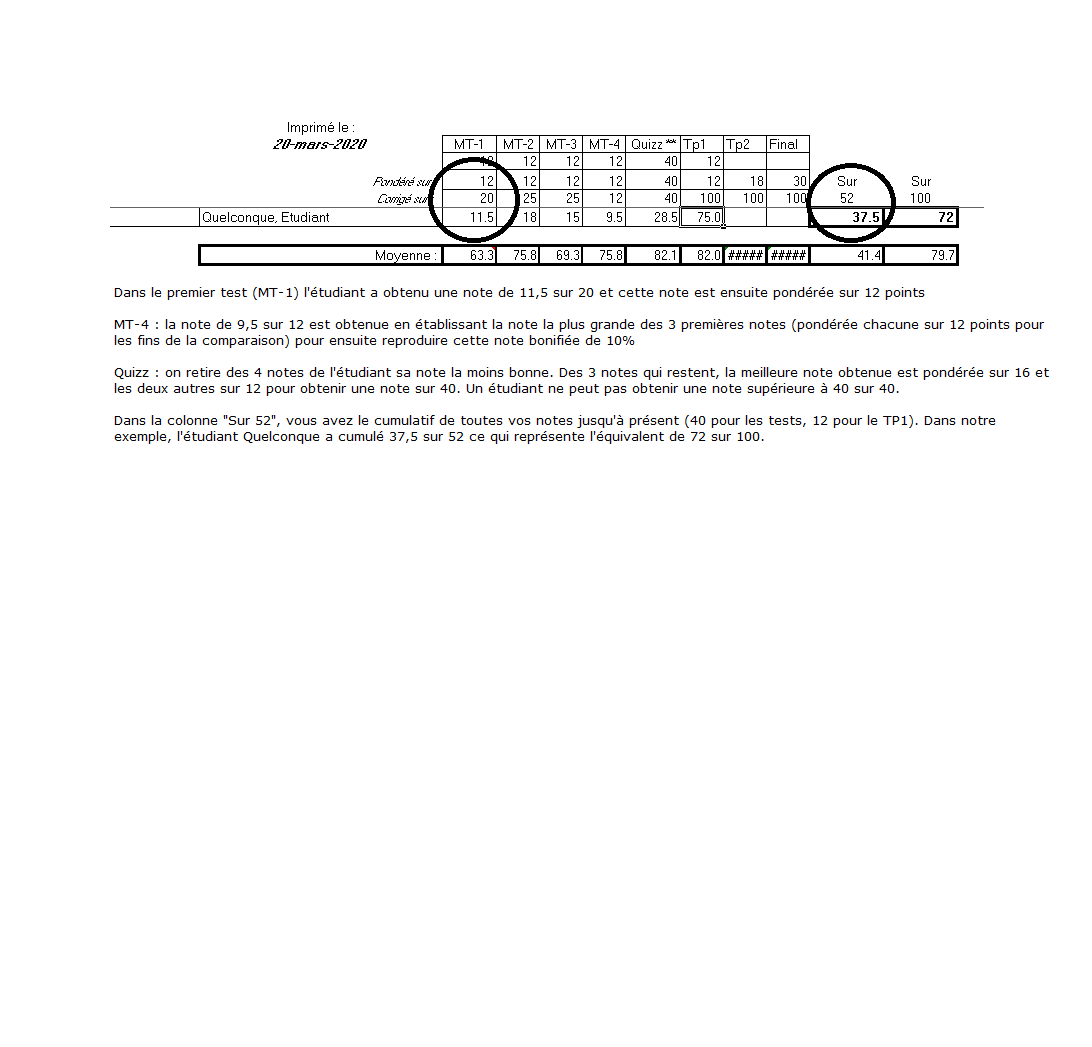 Imprimé le :
20-mars-2020
MT-1 MT-2 MT-3 MT-4 Quizz ** Tp1 Tp2 Final
12 12 12 12 40 12
Pondéré sur 12 12 12 12 40 12 18 30 Sur Sur
Corrigé sur 20 25 25 12 40 100 100 100 52 100
Quelconque, Etudiant 11.5 18 15 9.5 28.5 75.0 37.5 72
Moyenne : 63.3 75.8 69.3 75.8 82.1 82.0 ##### ##### 41.4 79.7
Dans le premier test (MT-1) l'étudiant a obtenu une note de 11,5 sur 20 et cette note est ensuite pondérée sur 12 points
MT-4 : la note de 9,5 sur 12 est obtenue en établissant la note la plus grande des 3 premières notes (pondérée chacune sur 12 points pour
les fins de la comparaison) pour ensuite reproduire cette note bonifiée de 10%
Quizz : on retire des 4 notes de l'étudiant sa note la moins bonne. Des 3 notes qui restent, la meilleure note obtenue est pondérée sur 16 et
les deux autres sur 12 pour obtenir une note sur 40. Un étudiant ne peut pas obtenir une note supérieure à 40 sur 40.
Dans la colonne "Sur 52", vous avez le cumulatif de toutes vos notes jusqu'à présent (40 pour les tests, 12 pour le TP1). Dans notre
exemple, l'étudiant Quelconque a cumulé 37,5 sur 52 ce qui représente l'équivalent de 72 sur 100.